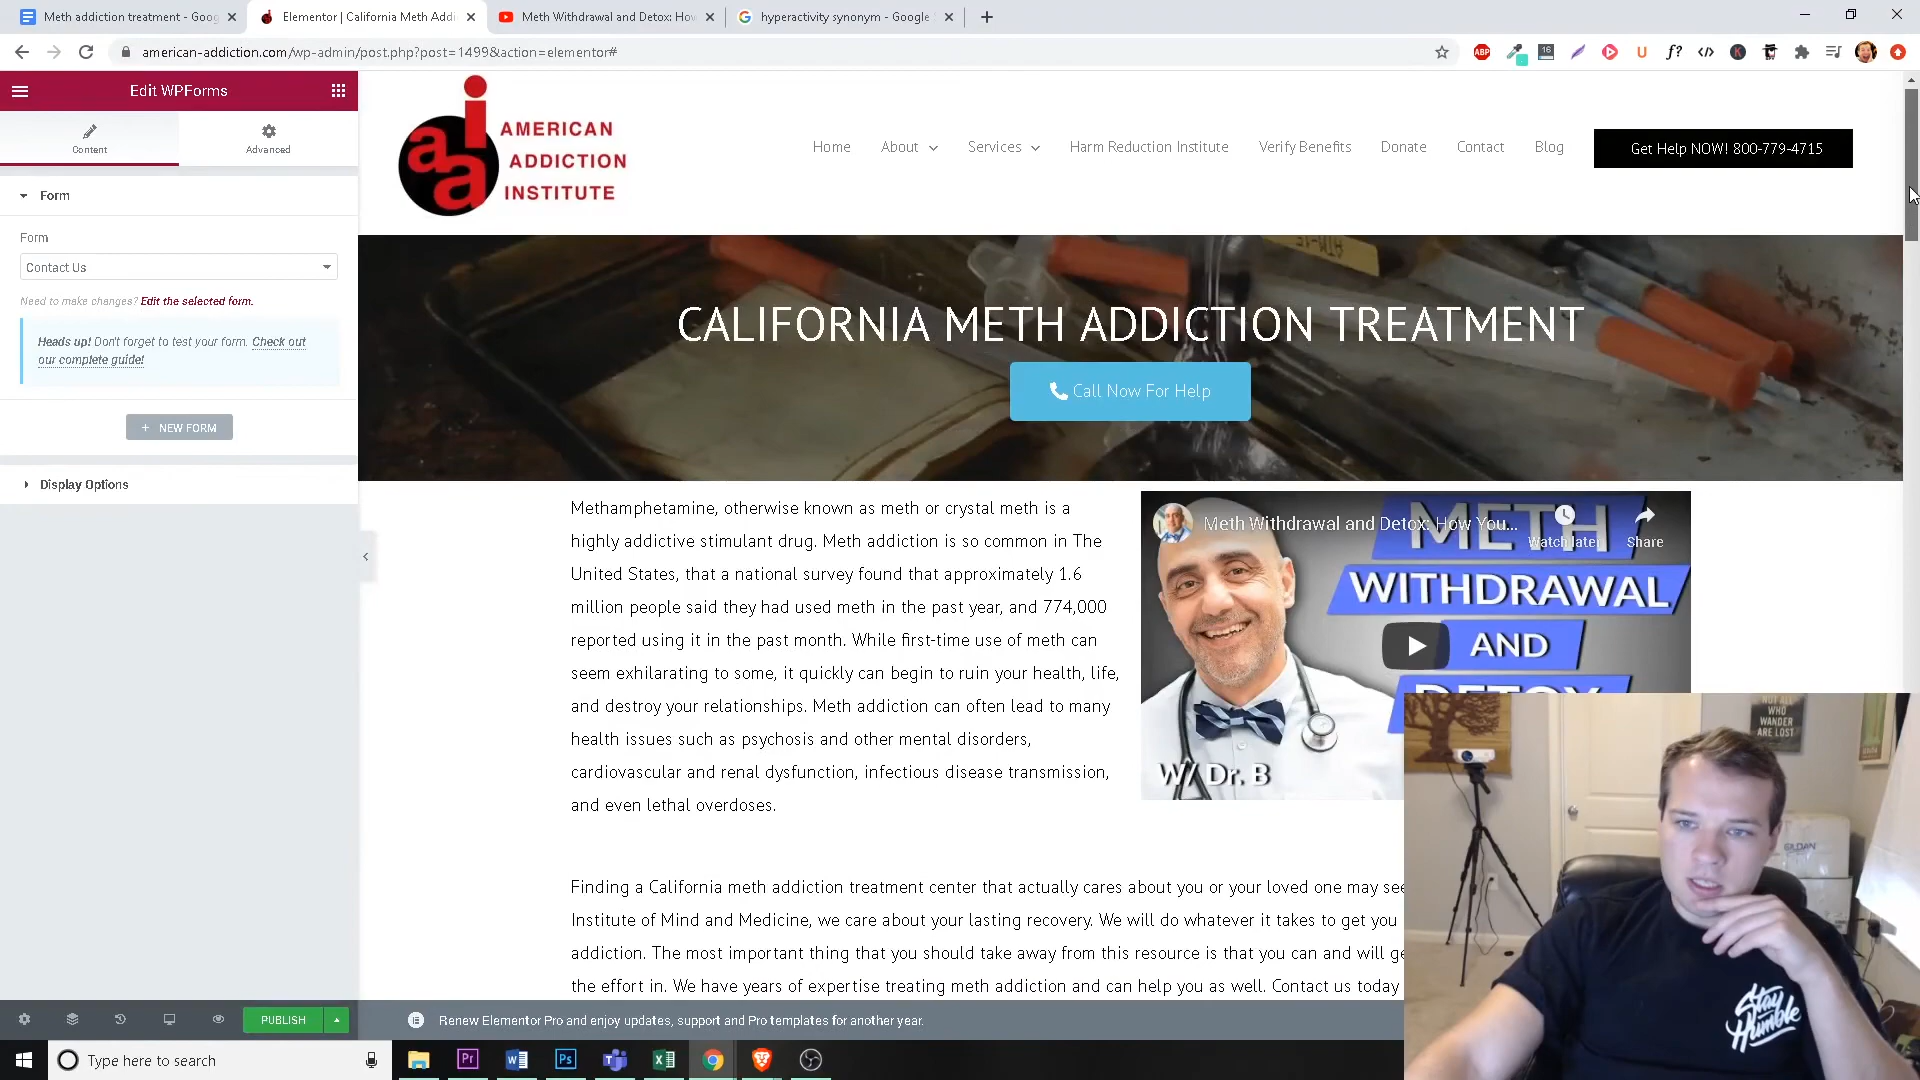 Meth addiction treatment - Goog
Elementor | California Meth Addi
Meth Withdrawal and Detox: How
hyperactivity synonym - Google
american-addiction.com/wp-admin/post.php?post=1499&action=elementor#
ABP
16
U
f?
Edit WPForms
Content
Advanced
Form
Form
Contact Us
Need to make changes? Edit the selected form.
Heads up! Don't forget to test your form. Check out
our complete guide!
+ NEW FORM
Display Options
aai
AMERICAN
ADDICTION
INSTITUTE
Home
About
Services
Harm Reduction Institute
Verify Benefits
Donate
Contact
Blog
Get Help NOW! 800-779-4715
CALIFORNIA METH ADDICTION TREATMENT
Call Now For Help
Methamphetamine, otherwise known as meth or crystal meth is a
highly addictive stimulant drug. Meth addiction is so common in The
United States, that a national survey found that approximately 1.6
million people said they had used meth in the past year, and 774,000
reported using it in the past month. While first-time use of meth can
seem exhilarating to some, it quickly can begin to ruin your health, life,
and destroy your relationships. Meth addiction can often lead to many
health issues such as psychosis and other mental disorders,
cardiovascular and renal dysfunction, infectious disease transmission,
and even lethal overdoses.
Meth Withdrawal and Detox: How You...
Watch later
Share
METH
WITHDRAWAL
AND
DETOX
W/ Dr. B
Finding a California meth addiction treatment center that actually cares about you or your loved one may see
Institute of Mind and Medicine, we care about your lasting recovery. We will do whatever it takes to get you
addiction. The most important thing that you should take away from this resource is that you can and will ge
the effort in. We have years of expertise treating meth addiction and can help you as well. Contact us today
NOT ALL
WHO
WANDER
ARE LOST
GILDAN
Stay
Humble
PUBLISH
Renew Elementor Pro and enjoy updates, support and Pro templates for another year.
Type here to search
Pr
W
Ps